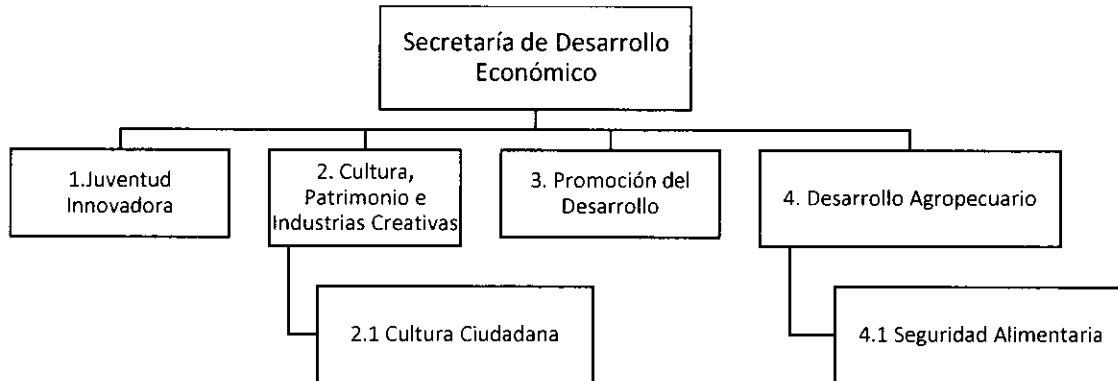 Secretaría de Desarrollo
Económico
1.Juventud
Innovadora
2. Cultura,
Patrimonio e
Industrias Creativas
3. Promoción del
Desarrollo
4. Desarrollo Agropecuario
2.1 Cultura Ciudadana
4.1 Seguridad Alimentaria